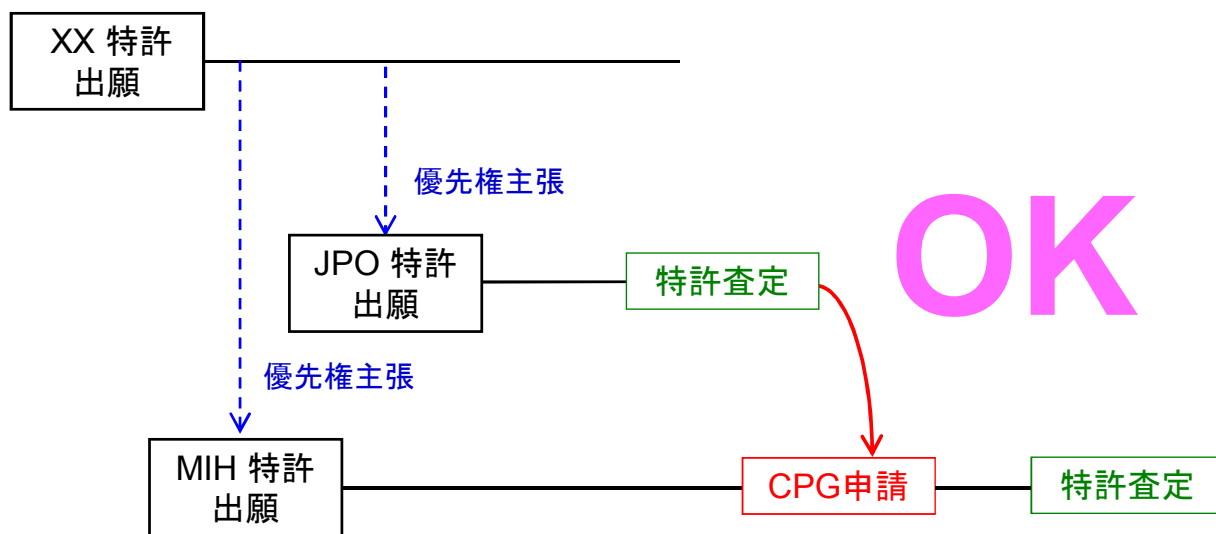 XX 特許
出願
優先権主張
JPO 特許
出願
特許査定
OK
優先権主張
MIH 特許
出願
CPG申請
特許査定